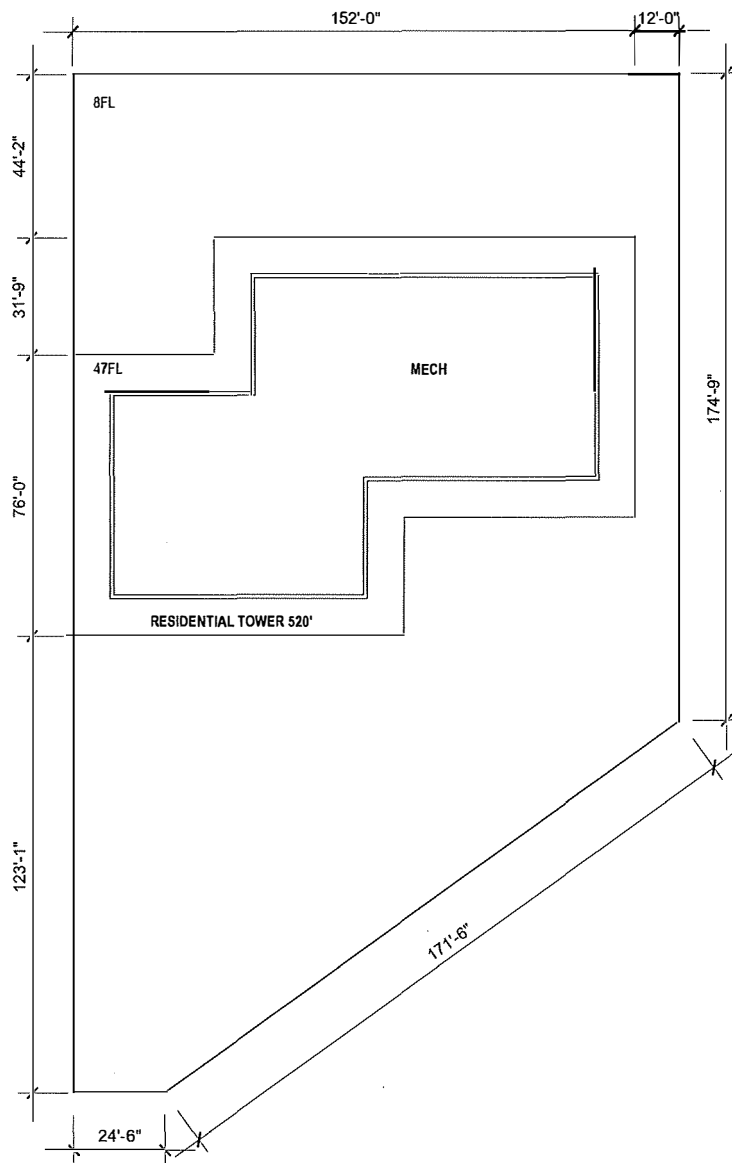 152'-0"
12'-0"
8FL
44'-2"
31'-9"
47FL
MECH
174'-9"
76'-0"
RESIDENTIAL TOWER 520'
123'-1"
171'-6"
24'-6"